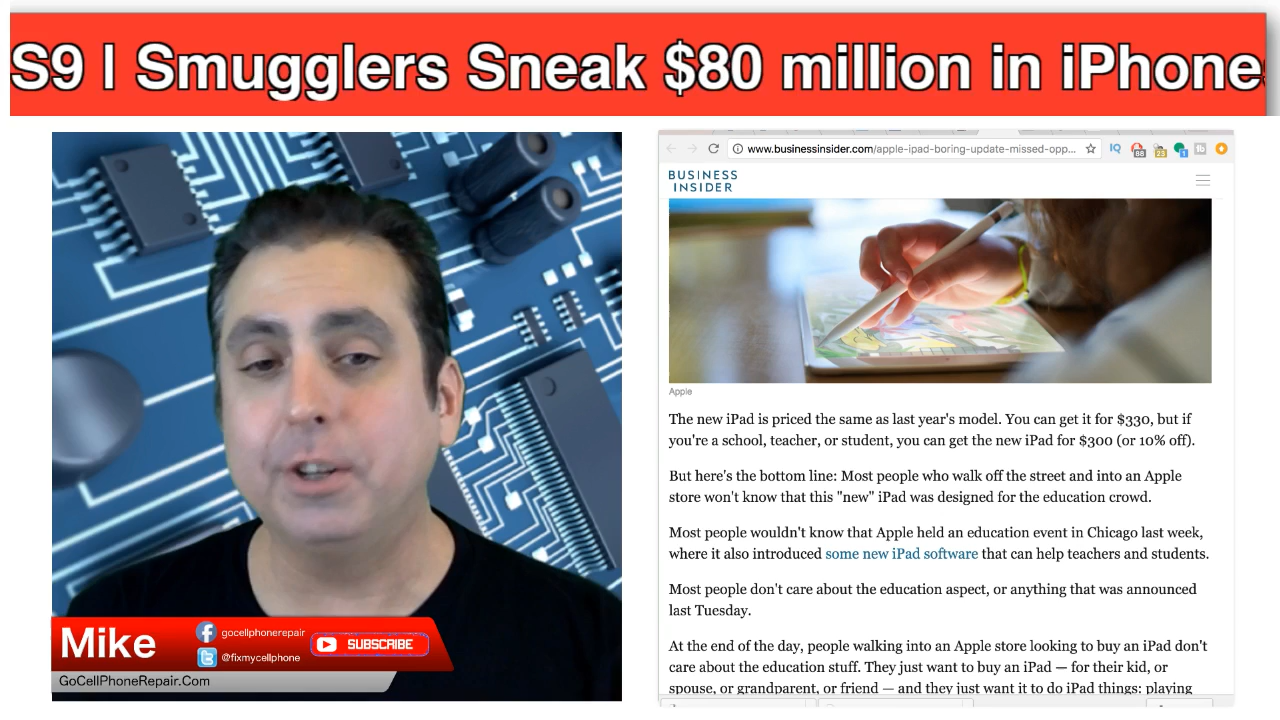 S9 | Smugglers Sneak $80 million in iPhones
www.businessinsider.com/apple-ipad-boring-update-missed-opp...
IQ
88
23
1
BUSINESS
INSIDER
Apple
The new iPad is priced the same as last year's model. You can get it for $330, but if
you're a school, teacher, or student, you can get the new iPad for $300 (or 10% off).
But here's the bottom line: Most people who walk off the street and into an Apple
store won't know that this "new" iPad was designed for the education crowd.
Most people wouldn't know that Apple held an education event in Chicago last week,
where it also introduced some new iPad software that can help teachers and students.
Most people don't care about the education aspect, or anything that was announced
last Tuesday.
At the end of the day, people walking into an Apple store looking to buy an iPad don't
care about the education stuff. They just want to buy an iPad — for their kid, or
spouse, or grandparent, or friend — and they just want it to do iPad things: playing
Mike
gocellphonerepair
@fixmycellphone
SUBSCRIBE
GoCellPhoneRepair.Com